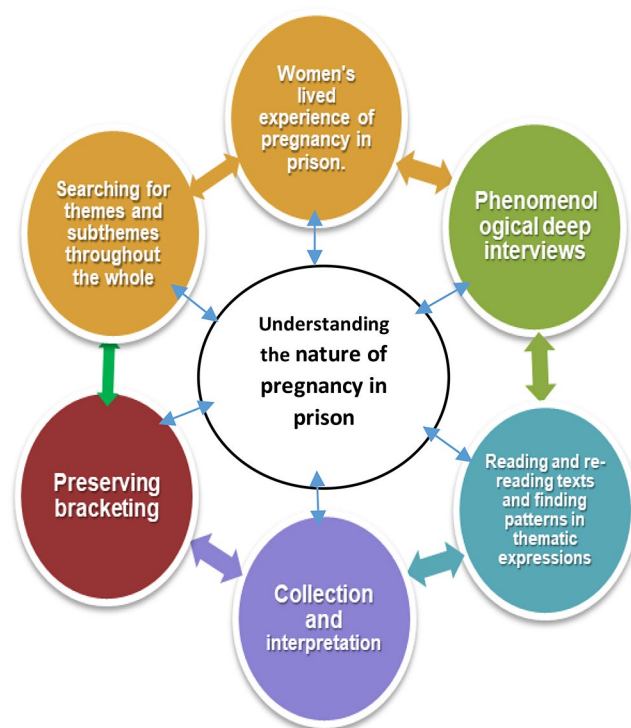 Women's
lived
experience of
pregnancy in
prison.
Phenomenol
ogical deep
interviews
Reading and re-
reading texts
and finding
patterns in
thematic
expressions
Collection
and
interpretation
Preserving
bracketing
Searching for
themes and
subthemes
throughout
the whole
Understanding
the nature of
pregnancy in
prison